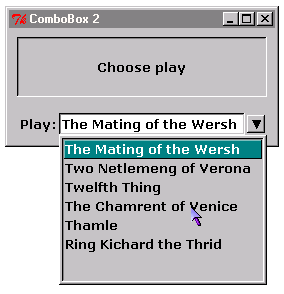 ComboBox 2
Choose play
Play: The Mating of the Wersh
The Mating of the Wersh
Two Netlemeng of Verona
Twelfth Thing
The Chamrent of Venice
Thamle
Ring Kichard the Thrid